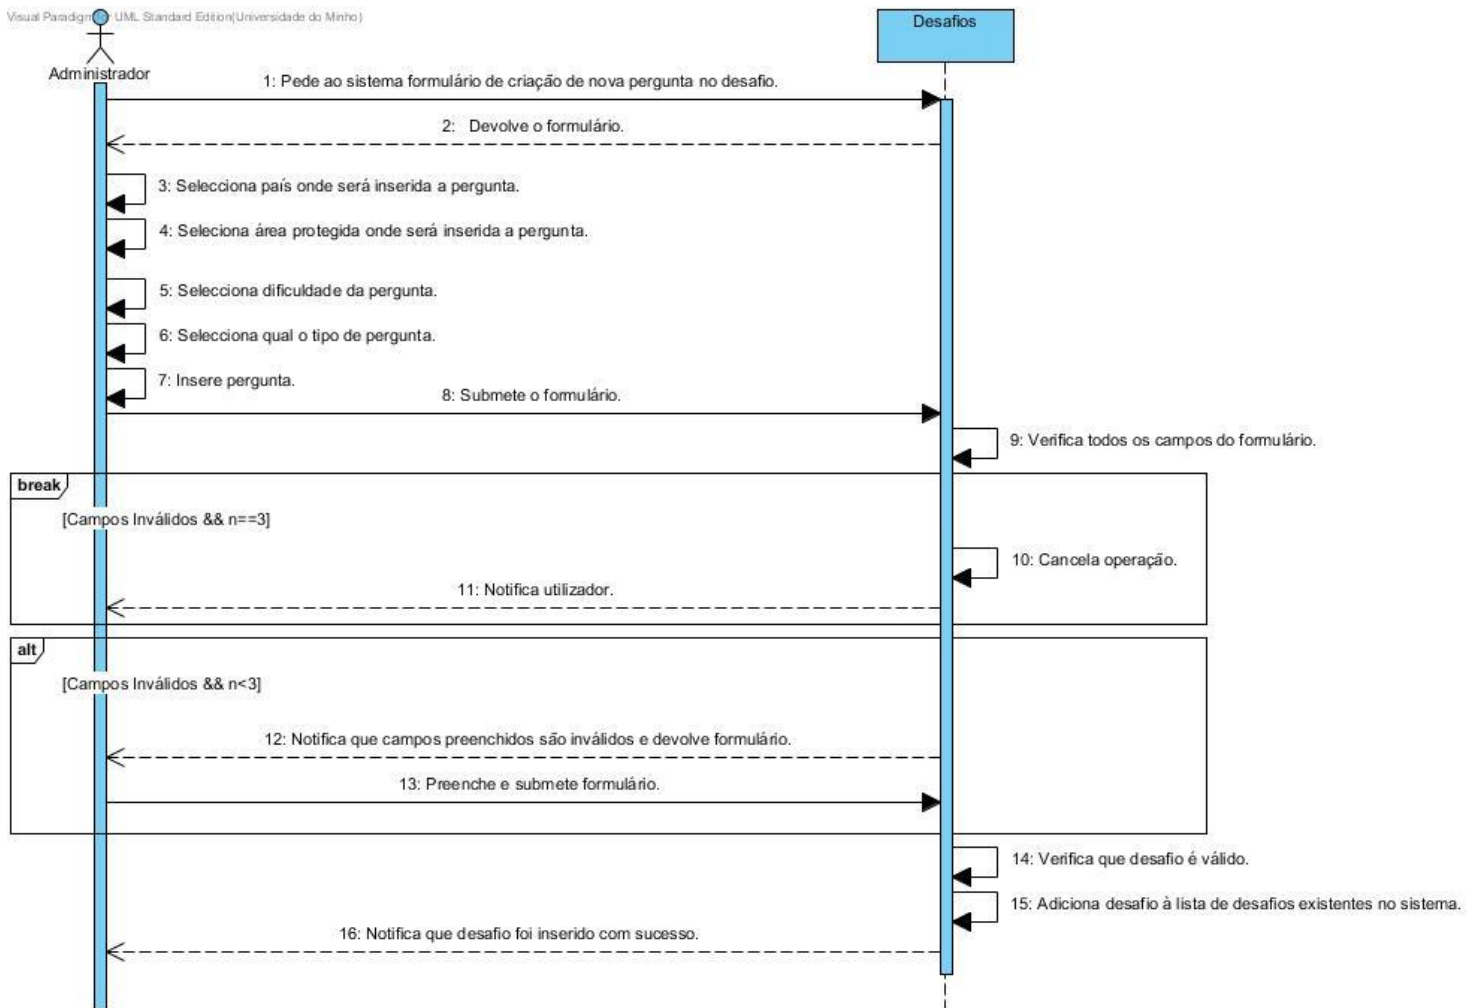 Visual Paradigm for UML Standard Edition(Universidade do Minho)
Desafios
Administrador
1: Pede ao sistema formulário de criação de nova pergunta no desafio.
2: Devolve o formulário.
3: Selecciona país onde será inserida a pergunta.
4: Seleciona área protegida onde será inserida a pergunta.
5: Selecciona dificuldade da pergunta.
6: Selecciona qual o tipo de pergunta.
7: Insere pergunta.
8: Submete o formulário.
9: Verifica todos os campos do formulário.
break
[Campos Inválidos && n==3]
10: Cancela operação.
11: Notifica utilizador.
alt
[Campos Inválidos && n<3]
12: Notifica que campos preenchidos são inválidos e devolve formulário.
13: Preenche e submete formulário.
14: Verifica que desafio é válido.
15: Adiciona desafio à lista de desafios existentes no sistema.
16: Notifica que desafio foi inserido com sucesso.